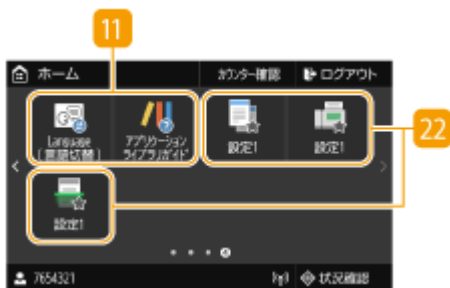 11
ホーム
カウンター確認
ログアウト
Language
(言語切替)
アプリケーション
ライブラリガイド
設定1
設定1
22
設定1
7654321
状況確認